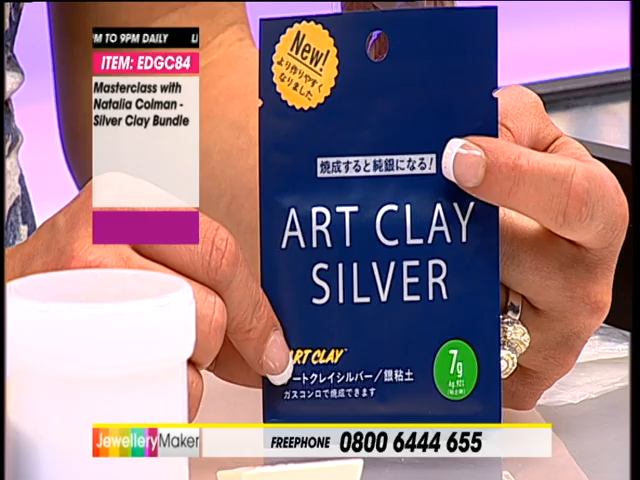 M TO 9PM DAILY
ITEM: EDGC84
Masterclass with
Natalia Colman -
Silver Clay Bundle
New!
より作りやすく
なりました
焼成すると純銀になる!
ART CLAY
SILVER
ART CLAY
ートクレイシルバー/銀粘土
ガスコンロで焼成できます
7g
JewelleryMaker
FREEPHONE 0800 6444 655